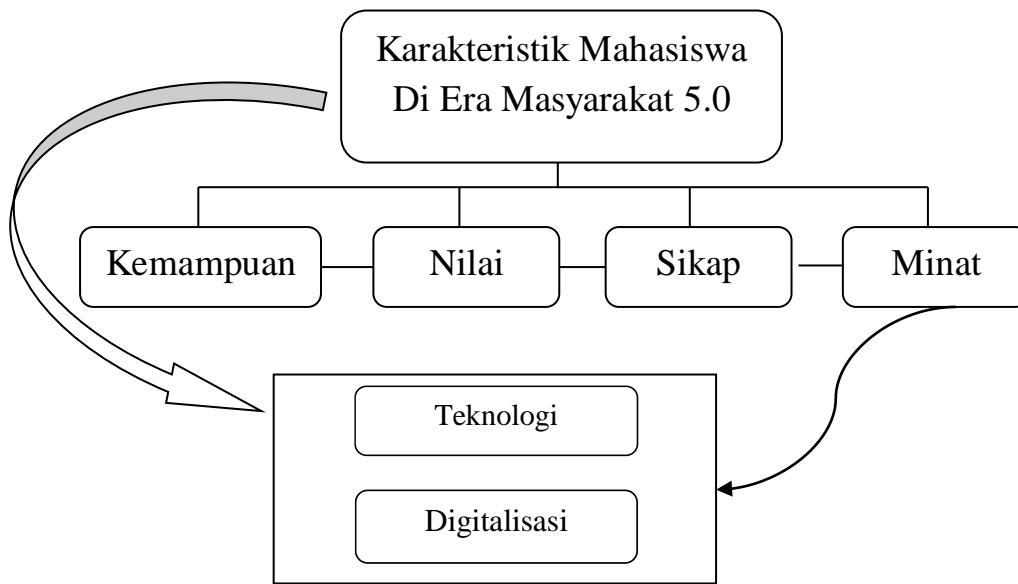 Karakteristik Mahasiswa
Di Era Masyarakat 5.0
Kemampuan
Nilai
Sikap
Minat
Teknologi
Digitalisasi